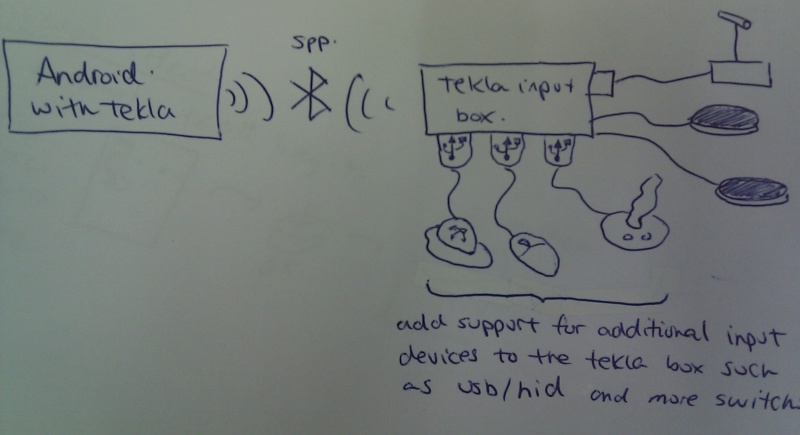 Android.
with tekla
spp.
tekla input
box.
add support for additional input
devices to the tekla box such
as usb/hid and more switch